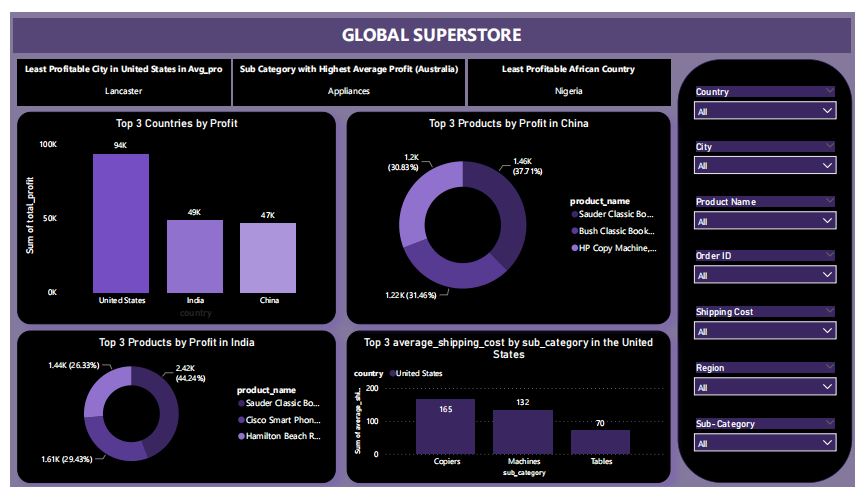 GLOBAL SUPERSTORE
Least Profitable City in United States in Avg_pro
Lancaster
Sub Category with Highest Average Profit (Australia)
Appliances
Least Profitable African Country
Nigeria
Top 3 Countries by Profit
Sum of total_profit
100K
50K
0K
94K
49K
47K
United States
India
China
country
Top 3 Products by Profit in China
1.2K
(30.83%)
1.46K
(37.71%)
1.22K (31.46%)
product_name
Sauder Classic Bo...
Bush Classic Book...
HP Copy Machine,...
Top 3 Products by Profit in India
1.44K (26.33%)
2.42K
(44.24%)
1.61K (29.43%)
product_name
Sauder Classic Bo...
Cisco Smart Phon...
Hamilton Beach R...
Top 3 average_shipping_cost by sub_category in the United
States
country
United States
Sum of average_shi...
200
100
0
165
132
70
Copiers
Machines
Tables
sub_category
Country
All
City
All
Product Name
All
Order ID
All
Shipping Cost
All
Region
All
Sub-Category
All